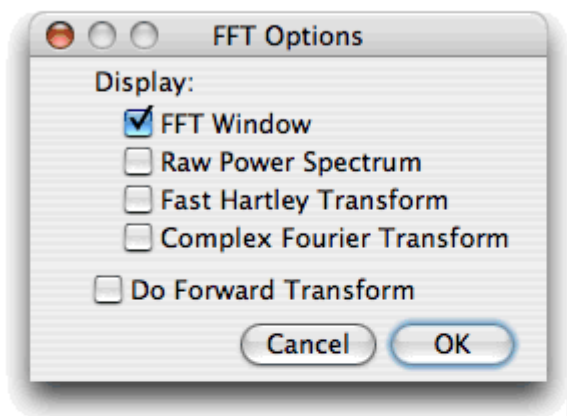 FFT Options
Display:
FFT Window
Raw Power Spectrum
Fast Hartley Transform
Complex Fourier Transform
Do Forward Transform
Cancel OK